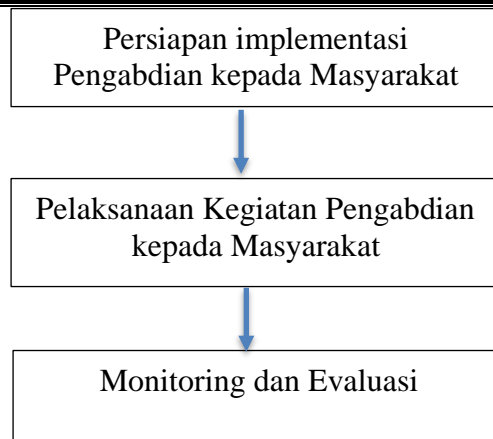 Persiapan implementasi
Pengabdian kepada Masyarakat
Pelaksanaan Kegiatan Pengabdian
kepada Masyarakat
Monitoring dan Evaluasi